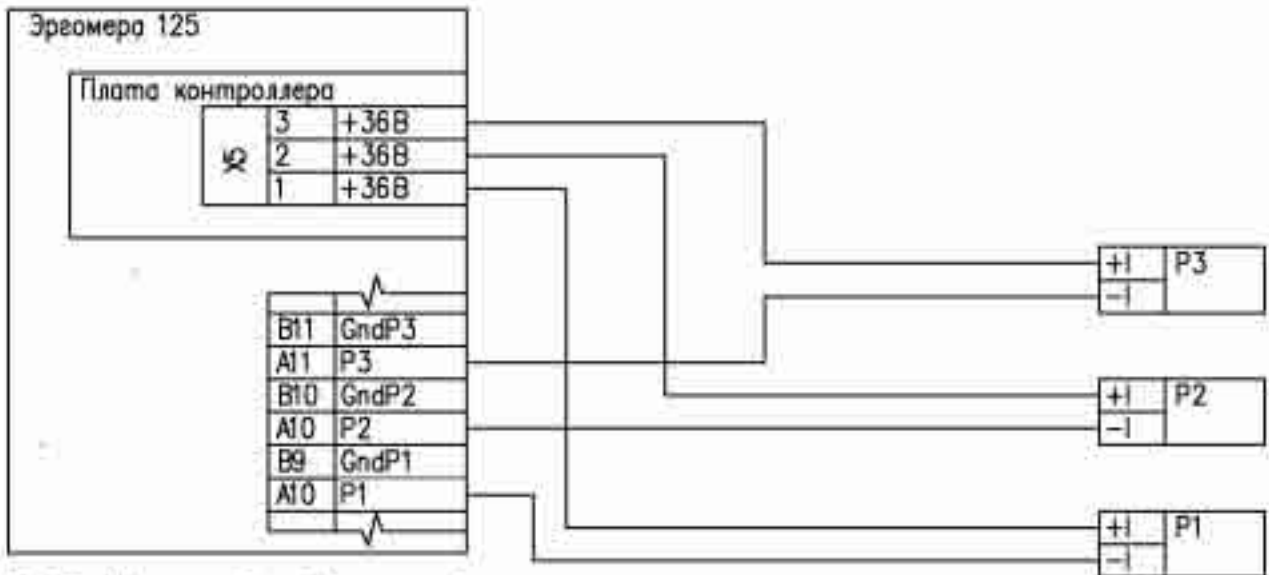 Эргомера 125
Плата контроллера
X5
3 +36В
2 +36В
1 +36В
+I P3
-I
B11 GndP3
A11 P3
B10 GndP2
+I P2
A10 P2
-I
B9 GndP1
A10 P1
+I P1
-I